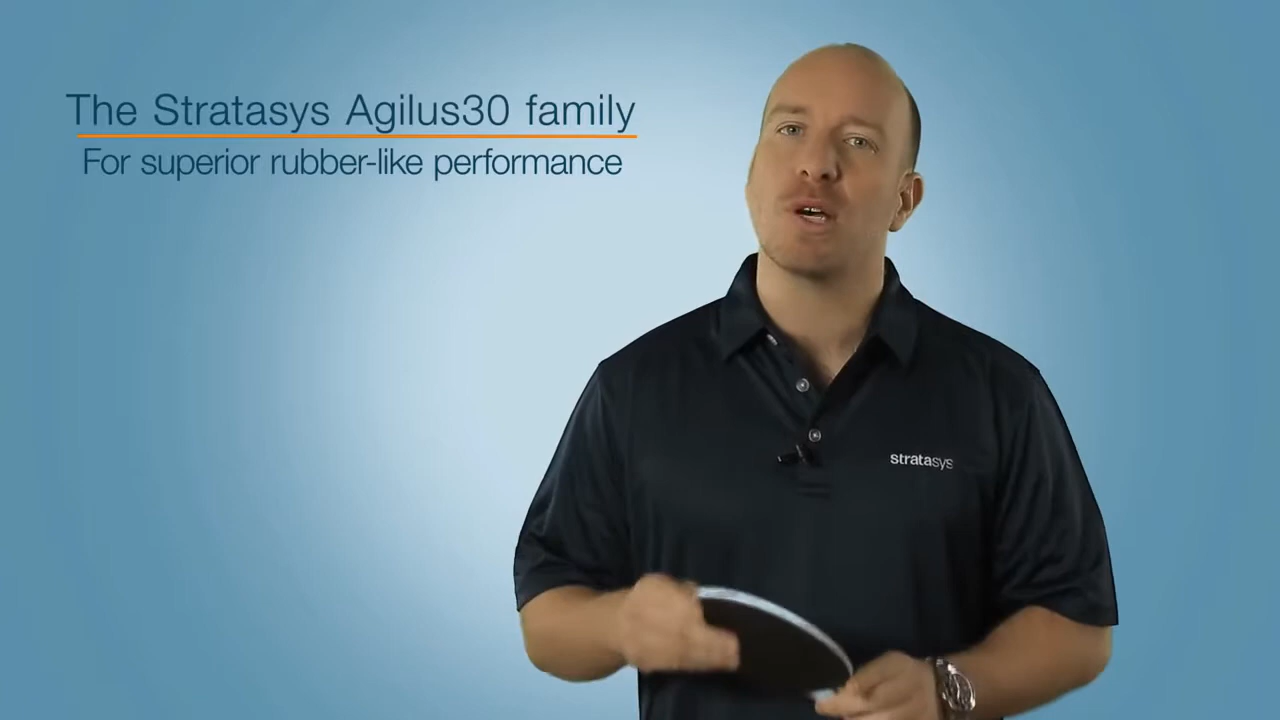 The Stratasys Agilus30 family
For superior rubber-like performance
stratasys